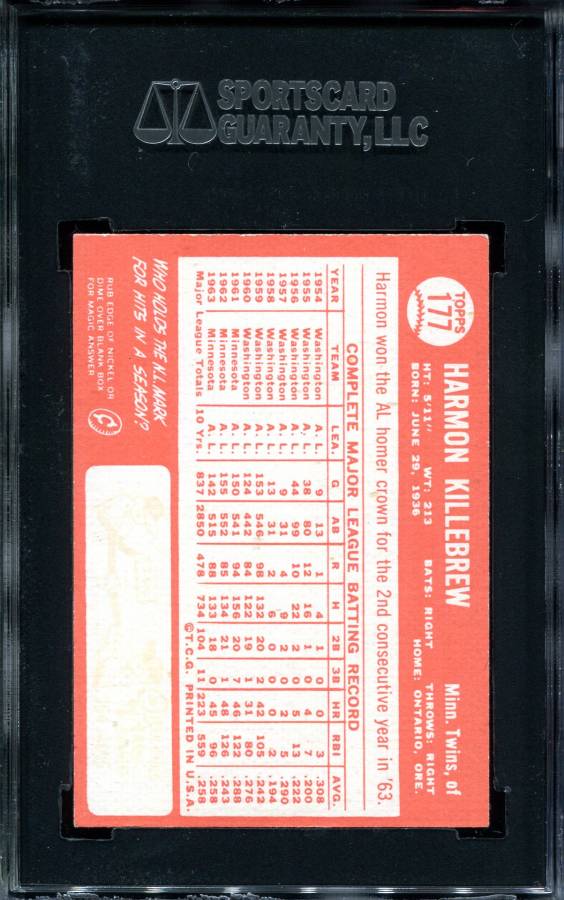 SPORTSCARD
GUARANTY, LLC
TOPPS
177
HARMON KILLEBREW
Minn. Twins, of
HT: 5'11" WT: 213 BATS: RIGHT THROWS: RIGHT
BORN: JUNE 29, 1936 HOME: ONTARIO, ORE.
Harmon won the AL homer crown for the 2nd consecutive year in '63.
COMPLETE MAJOR LEAGUE BATTING RECORD
YEAR TEAM LEA. G AB R H 2B 3B HR RBI AVG.
1954 Washington A. L. 9 13 1 4 1 0 0 3 .308
1955 Washington A. L. 38 80 12 16 1 0 4 7 .200
1956 Washington A. L. 44 99 10 22 2 0 5 13 .222
1957 Washington A. L. 9 31 4 9 2 0 2 5 .290
1958 Washington A. L. 13 31 2 6 0 0 0 2 .194
1959 Washington A. L. 153 546 98 132 20 2 42 105 .242
1960 Washington A. L. 124 442 84 122 19 1 31 80 .276
1961 Minnesota A. L. 150 541 94 156 20 7 46 122 .288
1962 Minnesota A. L. 155 552 85 134 21 1 48 126 .243
1963 Minnesota A. L. 142 515 88 133 18 0 45 96 .258
Major League Totals 10 Yrs. 837 2850 478 734 104 11 223 559 .258
©T.C.G. PRINTED IN U.S.A.
WHO HOLDS THE N.L. MARK
FOR HITS IN A SEASON?
RUB EDGE OF NICKEL OR
DIME OVER BLANK BOX
FOR MAGIC ANSWER